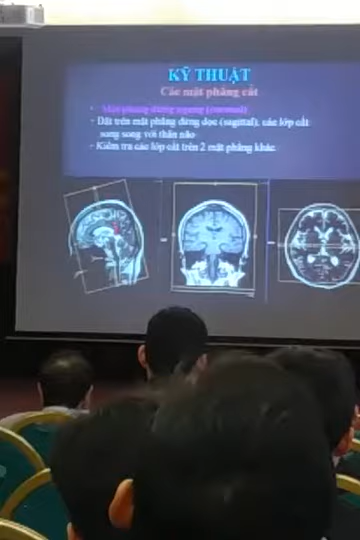 KỸ THUẬT
Các mặt phẳng cắt
- Mặt phẳng đứng ngang (coronal)
- Đặt trên mặt phẳng đứng dọc (sagittal), các lớp cắt
song song với thân não
- Kiểm tra các lớp cắt trên 2 mặt phẳng khác.